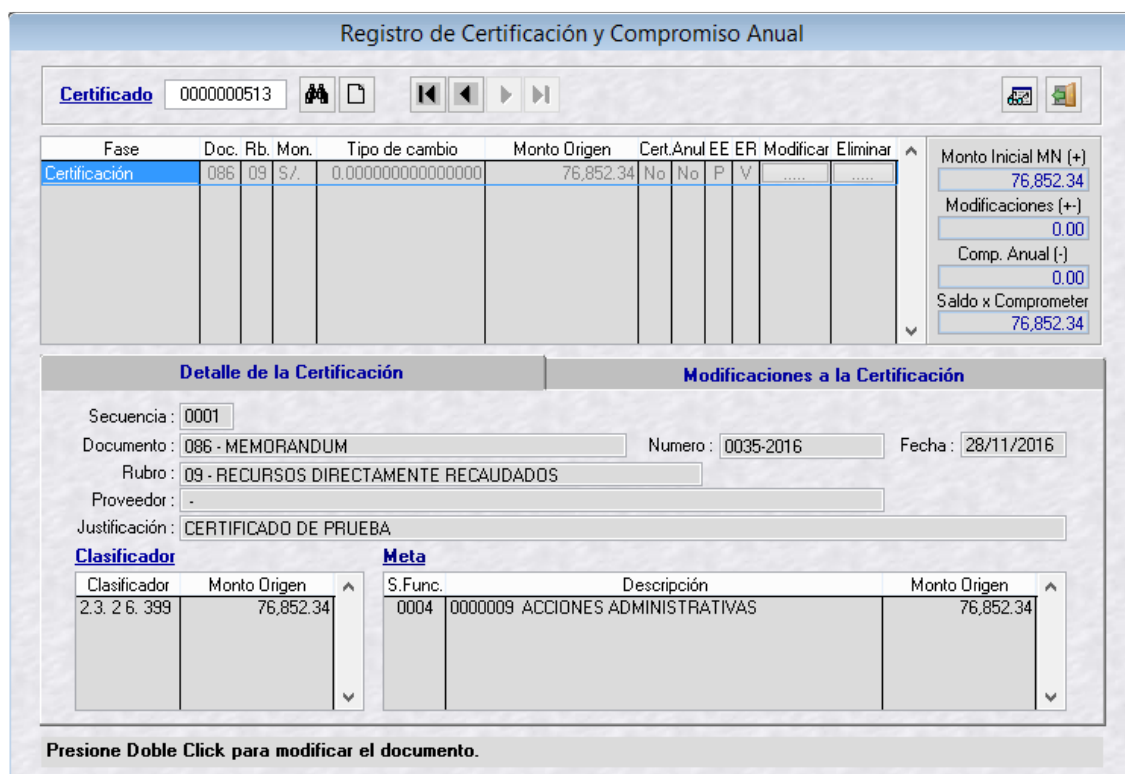 Registro de Certificación y Compromiso Anual
Certificado 0000000513
Fase Doc. Rb. Mon. Tipo de cambio Monto Origen Cert.Anul EE ER Modificar Eliminar
Certificación 086 09 S/. 0.000000000000000 76,852.34 No No P V ..... .....
Monto Inicial MN (+)
76,852.34
Modificaciones (+-)
0.00
Comp. Anual (-)
0.00
Saldo x Comprometer
76,852.34
Detalle de la Certificación Modificaciones a la Certificación
Secuencia : 0001
Documento : 086 - MEMORANDUM Numero : 0035-2016 Fecha : 28/11/2016
Rubro : 09 - RECURSOS DIRECTAMENTE RECAUDADOS
Proveedor : -
Justificación : CERTIFICADO DE PRUEBA
Clasificador Meta
Clasificador Monto Origen S.Func. Descripción Monto Origen
2.3. 2 6. 399 76,852.34 0004 0000009 ACCIONES ADMINISTRATIVAS 76,852.34
Presione Doble Click para modificar el documento.